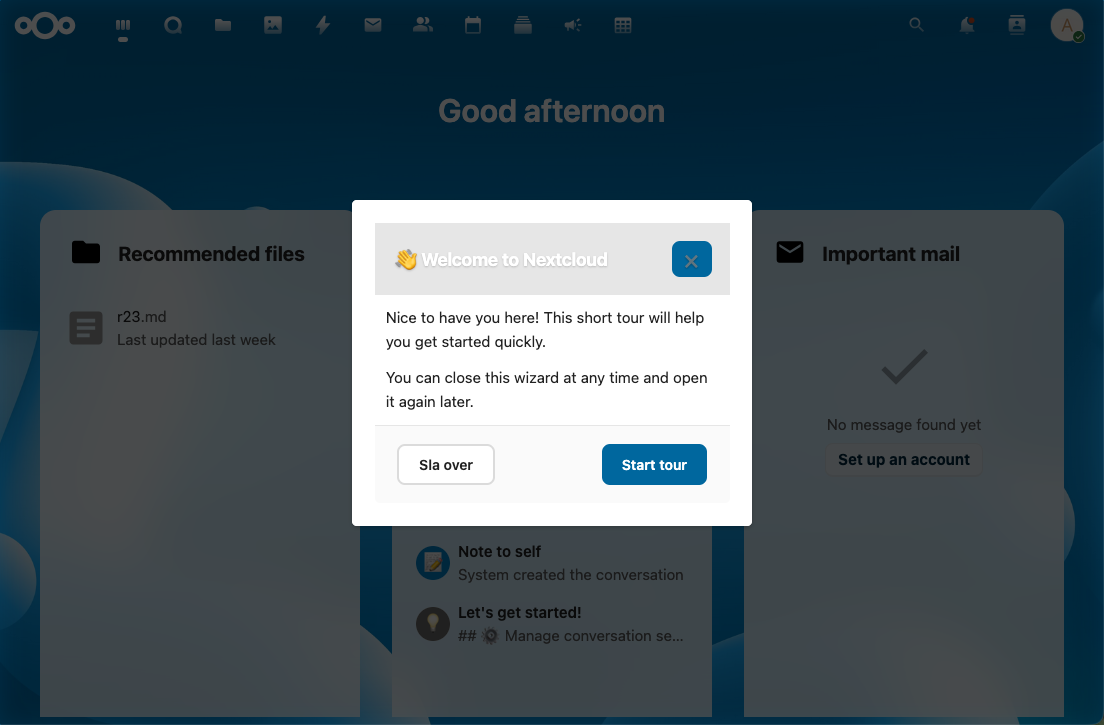 A
Good afternoon
Recommended files
r23.md
Last updated last week
👋 Welcome to Nextcloud
Nice to have you here! This short tour will help
you get started quickly.
You can close this wizard at any time and open
it again later.
Sla over
Start tour
Note to self
System created the conversation
Let's get started!
## ⚙️ Manage conversation se...
Important mail
No message found yet
Set up an account